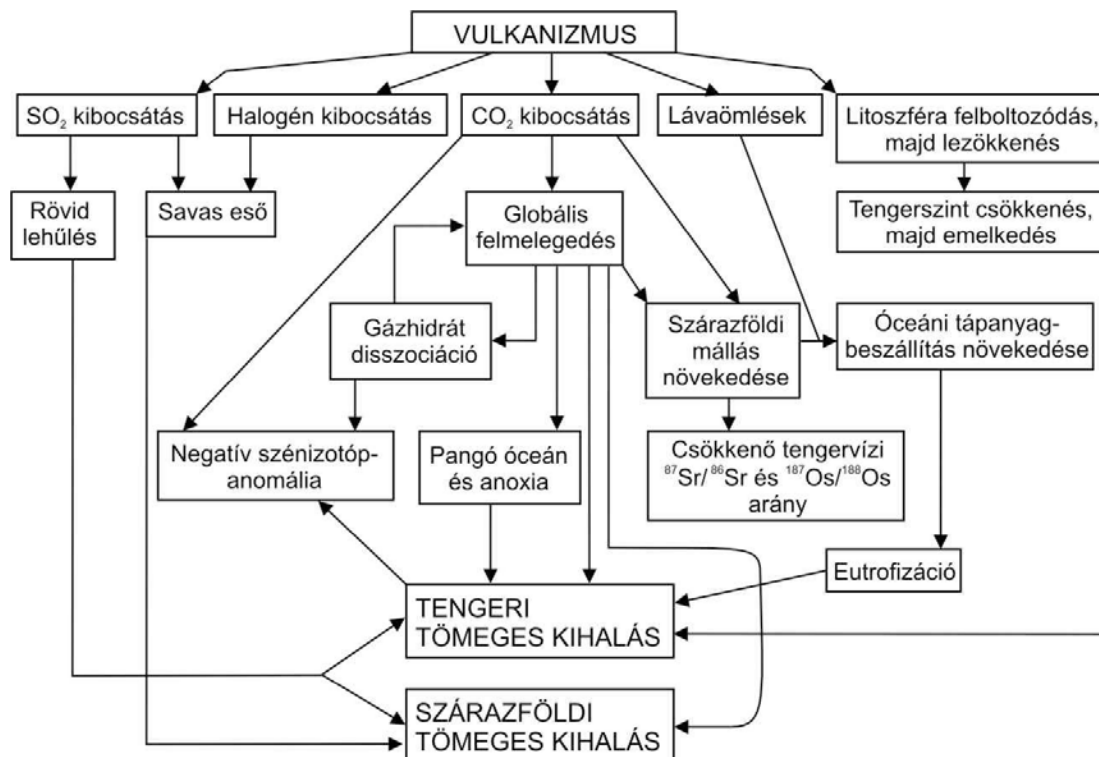 VULKANIZMUS
SO₂ kibocsátás
Halogén kibocsátás
CO₂ kibocsátás
Lávaömlések
Litoszféra felboltozódás,
majd lezökkenés
Rövid
lehűlés
Savas eső
Globális
felmelegedés
Tengerszint csökkenés,
majd emelkedés
Gázhidrát
disszociáció
Szárazföldi
mállás
növekedése
Óceáni tápanyag-
beszállítás növekedése
Negatív szénizotóp-
anomália
Pangó óceán
és anoxia
Csökkenő tengervízi
⁸⁷Sr/⁸⁶Sr és ¹⁸⁷Os/¹⁸⁸Os
arány
Eutrofizáció
TENGERI
TÖMEGES KIHALÁS
SZÁRAZFÖLDI
TÖMEGES KIHALÁS